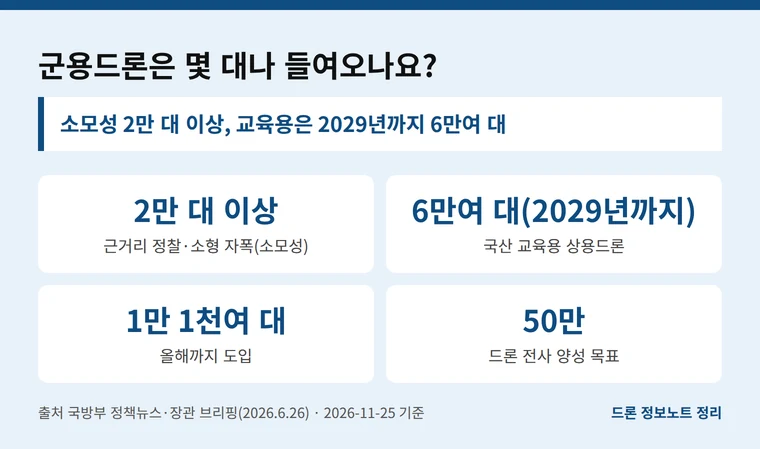 군용드론은 몇 대나 들여오나요?
소모성 2만 대 이상, 교육용은 2029년까지 6만여 대
2만 대 이상
근거리 정찰·소형 자폭(소모성)
6만여 대(2029년까지)
국산 교육용 상용드론
1만 1천여 대
올해까지 도입
50만
드론 전사 양성 목표
출처 국방부 정책뉴스·장관 브리핑(2026.6.26) · 2026-11-25 기준
드론 정보노트 정리